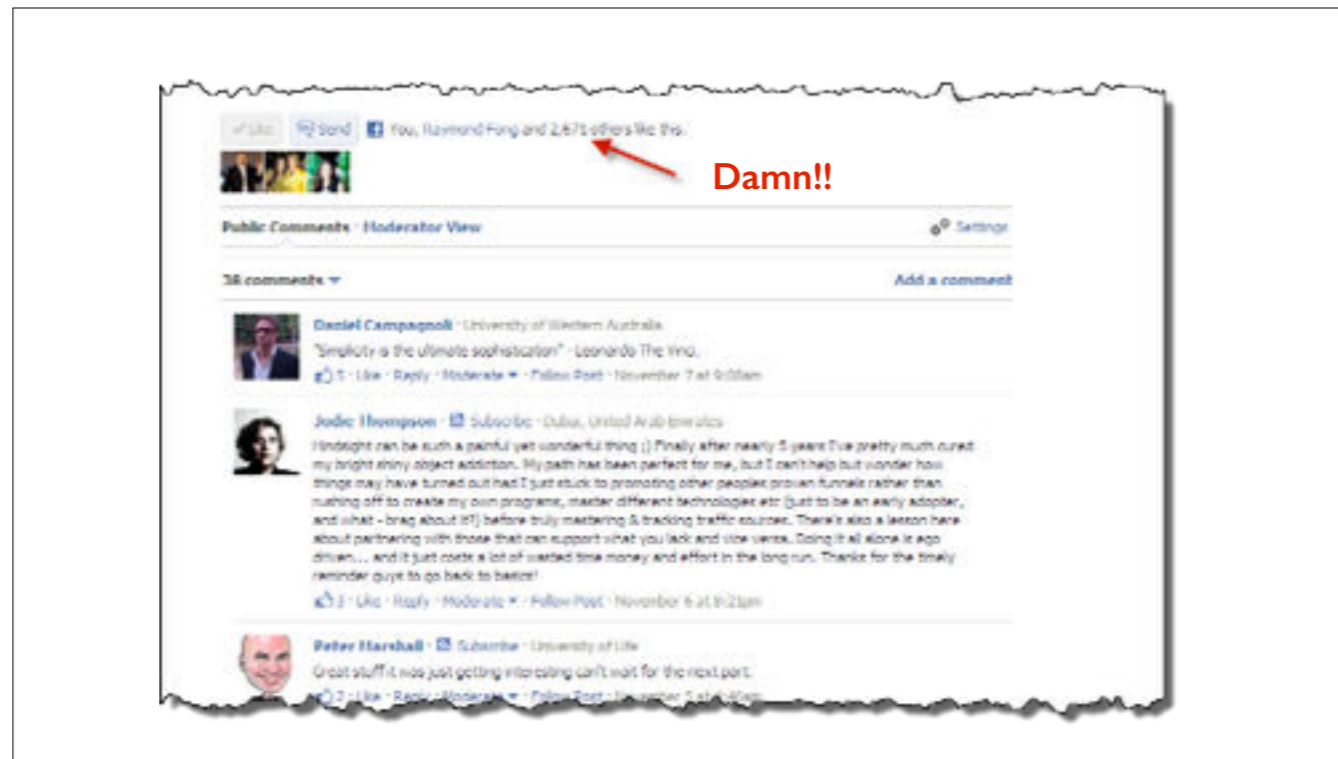 Like Send You, Raymond Fong and 2,671 others like this.
Damn!!
Public Comments · Moderator View Settings
38 comments Add a comment
Daniel Campagnoli · University of Western Australia
"Simplicity is the ultimate sophistication" - Leonardo The Vinci.
5 · Like · Reply · Moderate · Follow Post · November 7 at 9:08am
Jodie Thompson · Subscribe · Dubai, United Arab Emirates
Hindsight can be such a painful yet wonderful thing ;) Finally after nearly 5 years I've pretty much cured
my bright shiny object addiction. My path has been perfect for me, but I can't help but wonder how
things may have turned out had I just stuck to promoting other peoples proven funnels rather than
rushing off to create my own programs, master different technologies etc (just to be an early adopter,
and what - brag about it?) before truly mastering & tracking traffic sources. There's also a lesson here
about partnering with those that can support what you lack and vice versa. Doing it all alone is ego
driven... and it just costs a lot of wasted time money and effort in the long run. Thanks for the timely
reminder guys to go back to basics!
3 · Like · Reply · Moderate · Follow Post · November 6 at 8:21pm
Peter Marshall · Subscribe · University of Life
Great stuff it was just getting interesting can't wait for the next part.
2 · Like · Reply · Moderate · Follow Post · November 5 at